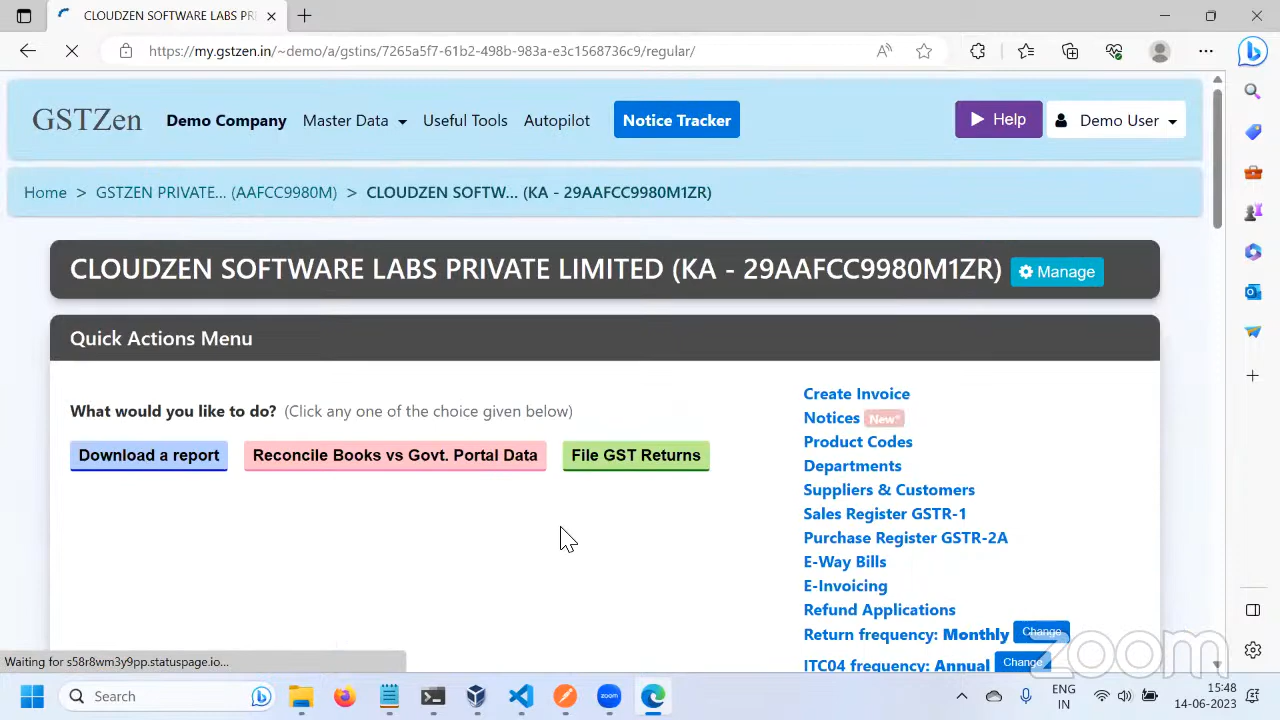 CLOUDZEN SOFTWARE LABS PR
https://my.gstzen.in/~demo/a/gstins/7265a5f7-61b2-498b-983a-e3c1568736c9/regular/
GSTZen Demo Company Master Data Useful Tools Autopilot Notice Tracker Help Demo User
Home > GSTZEN PRIVATE... (AAFCC9980M) > CLOUDZEN SOFTW... (KA - 29AAFCC9980M1ZR)
CLOUDZEN SOFTWARE LABS PRIVATE LIMITED (KA - 29AAFCC9980M1ZR) Manage
Quick Actions Menu
What would you like to do? (Click any one of the choice given below)
Download a report Reconcile Books vs Govt. Portal Data File GST Returns
Create Invoice
Notices New*
Product Codes
Departments
Suppliers & Customers
Sales Register GSTR-1
Purchase Register GSTR-2A
E-Way Bills
E-Invoicing
Refund Applications
Return frequency: Monthly Change
ITC04 frequency: Annual Change
zoom
Waiting for s58r8wm3y9pp.statuspage.io...
Search
zoom
ENG
IN
15:48
14-06-2023